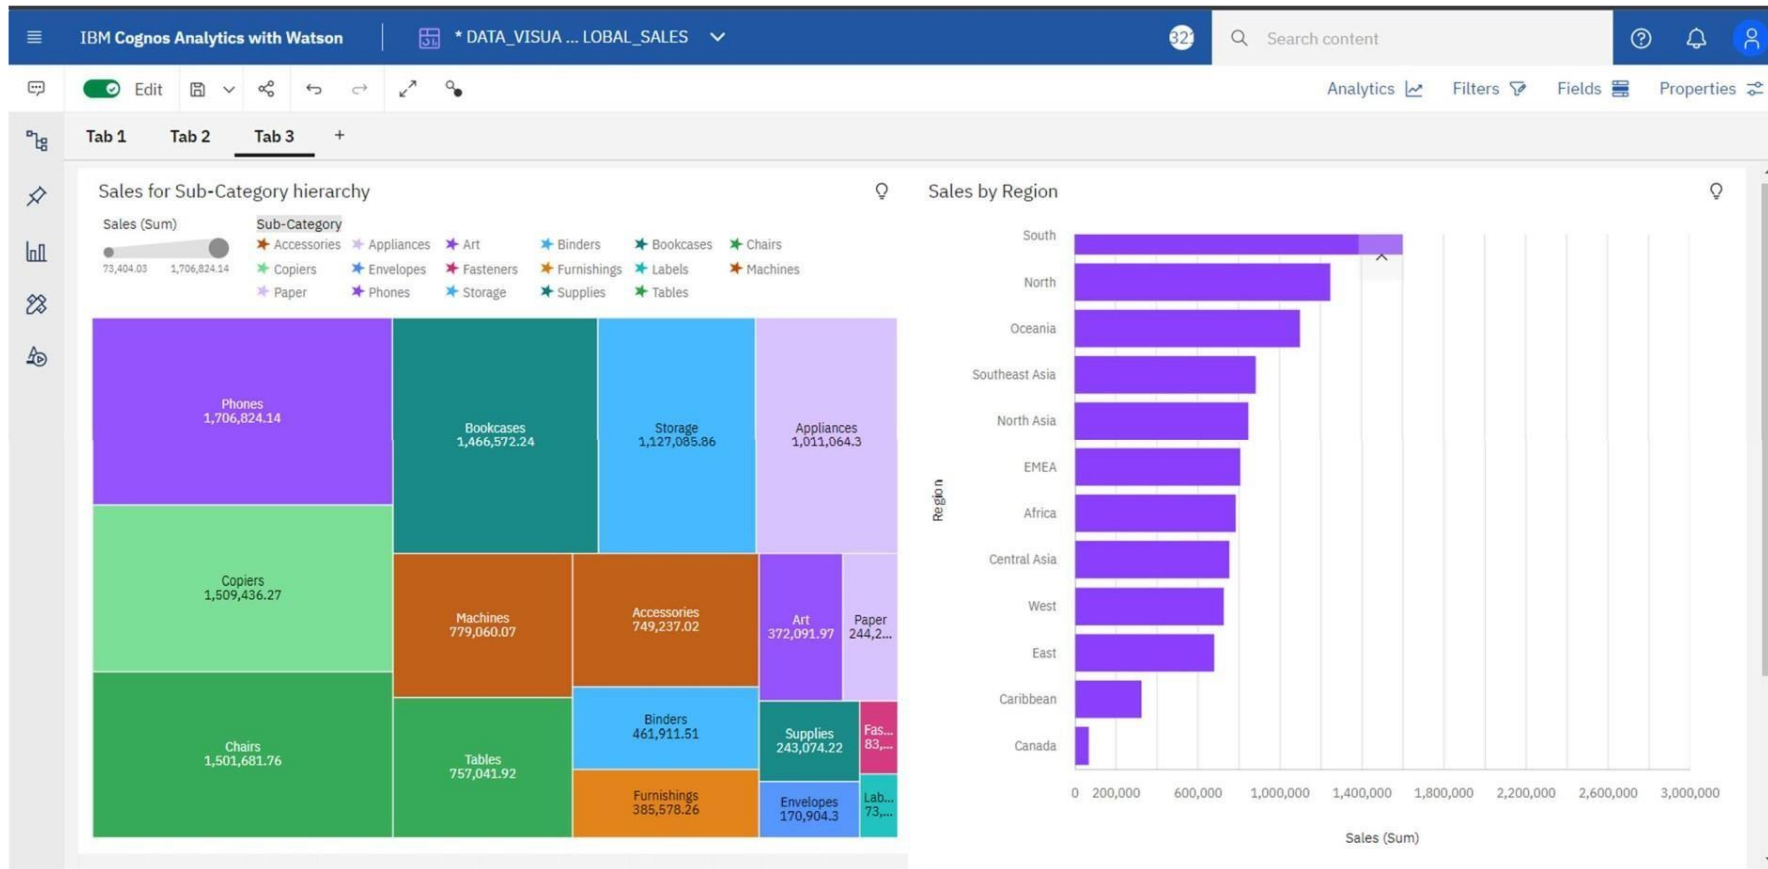 IBM Cognos Analytics with Watson
* DATA_VISUA ... LOBAL_SALES
Search content
Edit
Analytics
Filters
Fields
Properties
Tab 1
Tab 2
Tab 3
+
Sales for Sub-Category hierarchy
Sales (Sum)
73,404.03 1,706,824.14
Sub-Category
Accessories Appliances Art Binders Bookcases Chairs
Copiers Envelopes Fasteners Furnishings Labels Machines
Paper Phones Storage Supplies Tables
Phones
1,706,824.14
Copiers
1,509,436.27
Chairs
1,501,681.76
Bookcases
1,466,572.24
Storage
1,127,085.86
Appliances
1,011,064.3
Machines
779,060.07
Accessories
749,237.02
Art
372,091.97
Paper
244,2...
Tables
757,041.92
Binders
461,911.51
Furnishings
385,578.26
Supplies
243,074.22
Fas...
83,...
Envelopes
170,904.3
Lab...
73,...
Sales by Region
Region
South
North
Oceania
Southeast Asia
North Asia
EMEA
Africa
Central Asia
West
East
Caribbean
Canada
0 200,000 600,000 1,000,000 1,400,000 1,800,000 2,200,000 2,600,000 3,000,000
Sales (Sum)